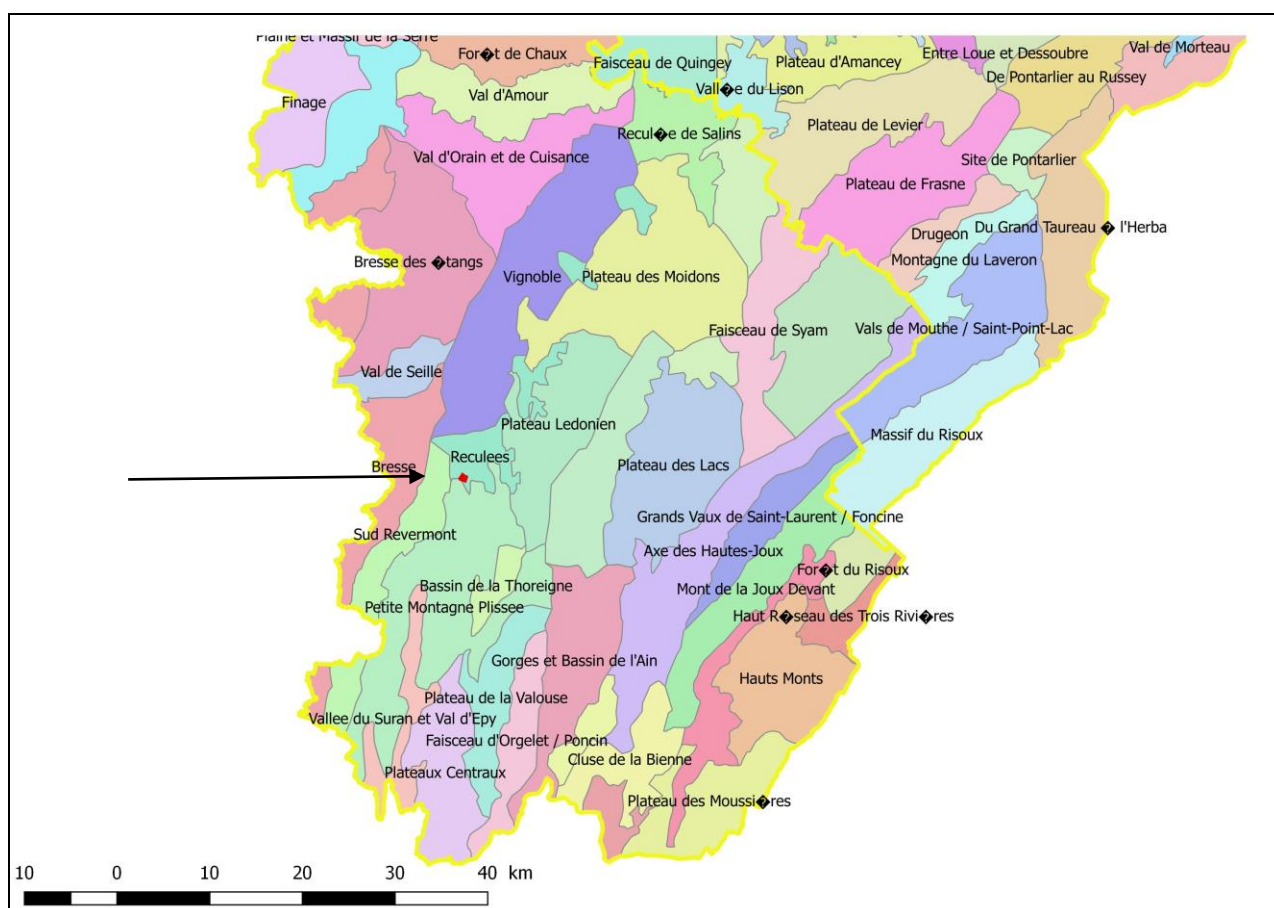 Plaine et Massif de la Serre
For�t de Chaux
Faisceau de Quingey
Plateau d'Amancey
Entre Loue et Dessoubre
Val de Morteau
De Pontarlier au Russey
Vall�e du Lison
Finage
Val d'Amour
Plateau de Levier
Recul�e de Salins
Val d'Orain et de Cuisance
Site de Pontarlier
Plateau de Frasne
Drugeon
Du Grand Taureau � l'Herba
Montagne du Laveron
Bresse des �tangs
Vignoble
Plateau des Moidons
Faisceau de Syam
Vals de Mouthe / Saint-Point-Lac
Val de Seille
Plateau Ledonien
Massif du Risoux
Bresse
Reculees
Plateau des Lacs
Grands Vaux de Saint-Laurent / Foncine
Sud Revermont
Axe des Hautes-Joux
For�t du Risoux
Bassin de la Thoreigne
Mont de la Joux Devant
Petite Montagne Plissee
Haut R�seau des Trois Rivi�res
Gorges et Bassin de l'Ain
Hauts Monts
Plateau de la Valouse
Vallee du Suran et Val d'Epy
Faisceau d'Orgelet / Poncin
Cluse de la Bienne
Plateaux Centraux
Plateau des Moussi�res
10 0 10 20 30 40 km